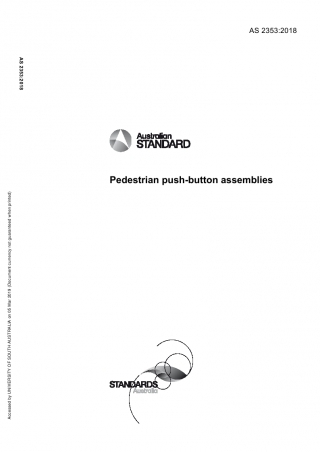 AS 2353:2018
AS 2353:2018
Australian
STANDARD
Pedestrian push-button assemblies
Accessed by UNIVERSITY OF SOUTH AUSTRALIA on 05 Mar 2019 (Document currency not guaranteed when printed)
STANDARDS
Australia